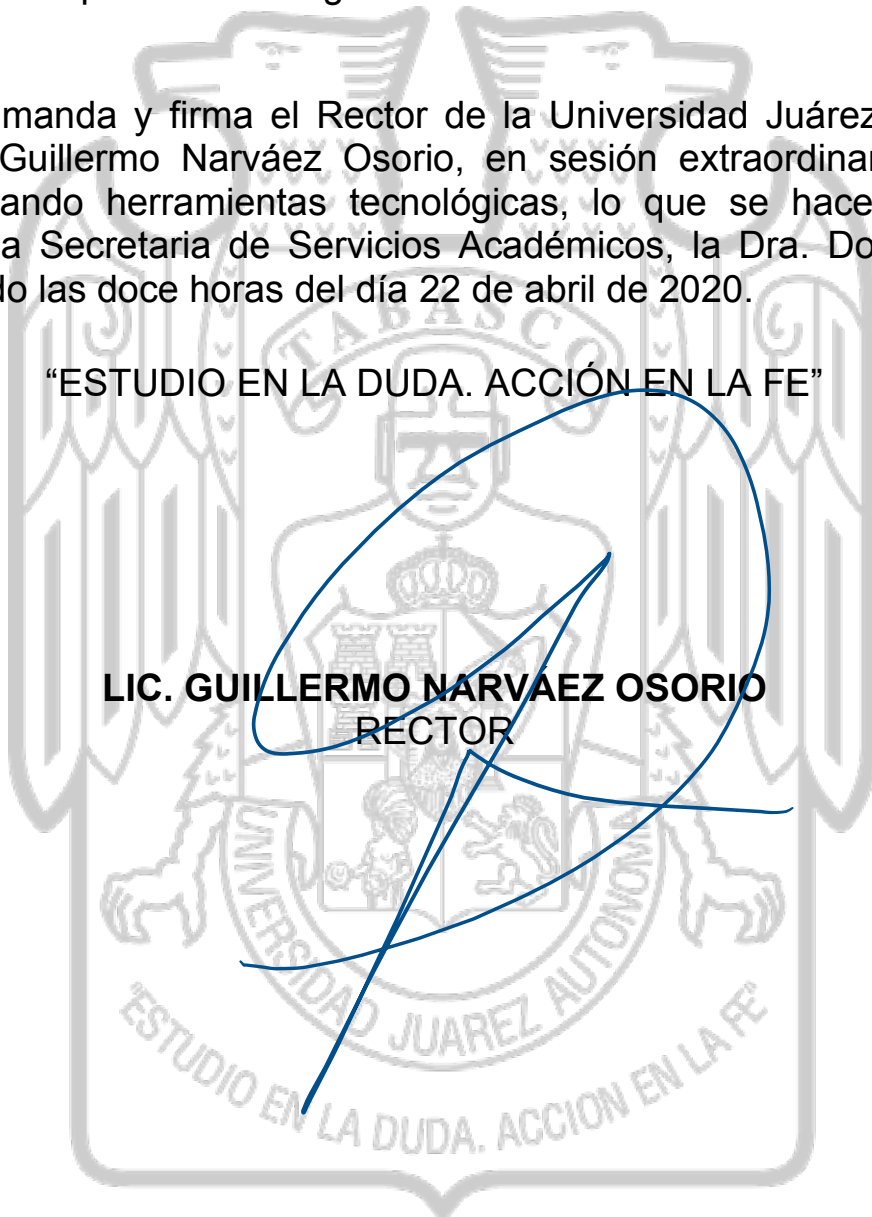 manda y firma el Rector de la Universidad Juárez
Guillermo Narváez Osorio, en sesión extraordinar
ando herramientas tecnológicas, lo que se hace
a Secretaria de Servicios Académicos, la Dra. Do
do las doce horas del día 22 de abril de 2020.
“ESTUDIO EN LA DUDA. ACCIÓN EN LA FE”
TABASCO
LIC. GUILLERMO NARVÁEZ OSORIO
RECTOR
UNIVERSIDAD JUAREZ AUTONOMA
“ESTUDIO EN LA DUDA. ACCION EN LA FE”